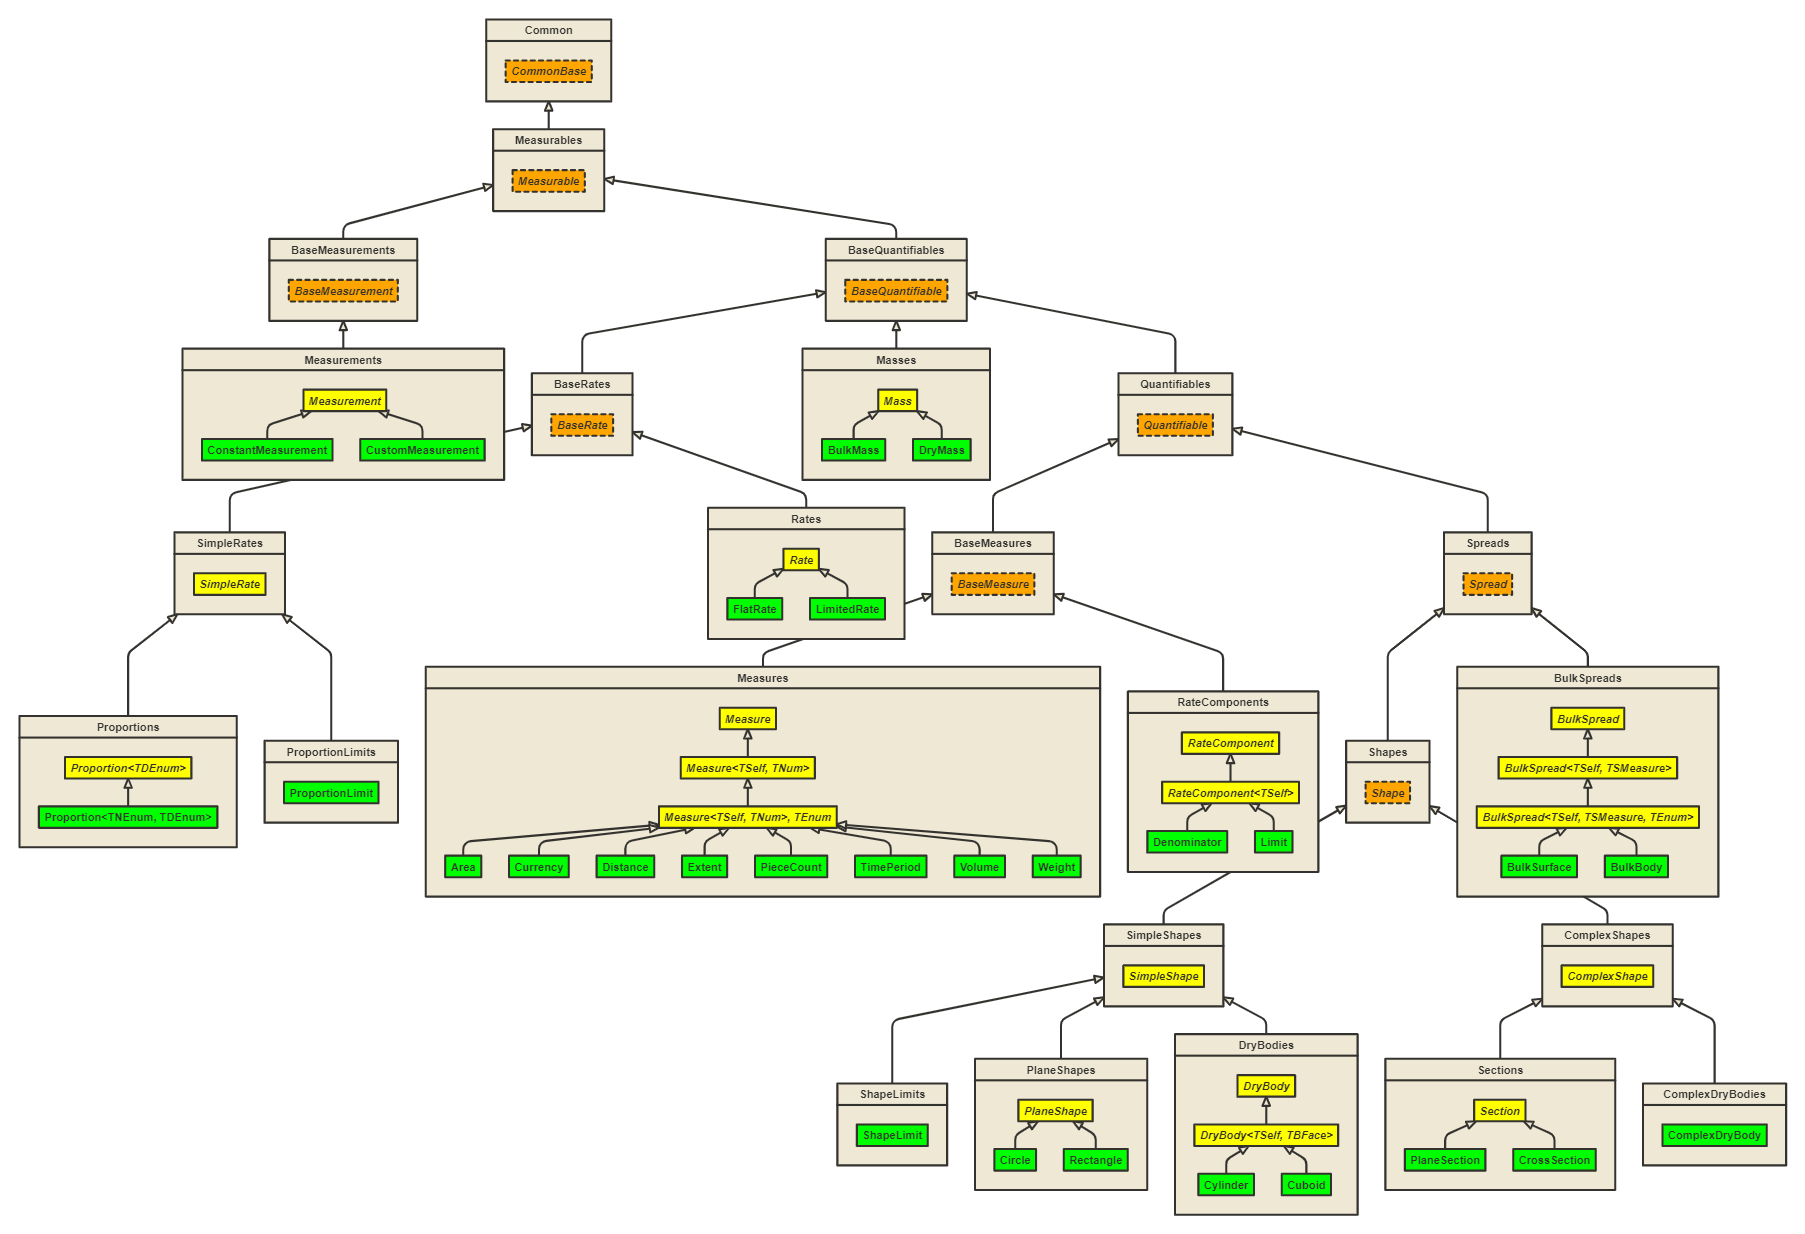 Common
CommonBase
Measurables
Measurable
BaseMeasurements
BaseMeasurement
BaseQuantifiables
BaseQuantifiable
Measurements
Measurement
ConstantMeasurement
CustomMeasurement
BaseRates
BaseRate
Masses
Mass
BulkMass
DryMass
Quantifiables
Quantifiable
SimpleRates
SimpleRate
Rates
Rate
FlatRate
LimitedRate
BaseMeasures
BaseMeasure
Spreads
Spread
Proportions
Proportion<TDEnum>
Proportion<TNEnum, TDEnum>
ProportionLimits
ProportionLimit
Measures
Measure
Measure<TSelf, TNum>
Measure<TSelf, TNum>, TEnum
Area
Currency
Distance
Extent
PieceCount
TimePeriod
Volume
Weight
RateComponents
RateComponent
RateComponent<TSelf>
Denominator
Limit
Shapes
Shape
BulkSpreads
BulkSpread
BulkSpread<TSelf, TSMeasure>
BulkSpread<TSelf, TSMeasure, TEnum>
BulkSurface
BulkBody
SimpleShapes
SimpleShape
ComplexShapes
ComplexShape
ShapeLimits
ShapeLimit
PlaneShapes
PlaneShape
Circle
Rectangle
DryBodies
DryBody
DryBody<TSelf, TBFace>
Cylinder
Cuboid
Sections
Section
PlaneSection
CrossSection
ComplexDryBodies
ComplexDryBody